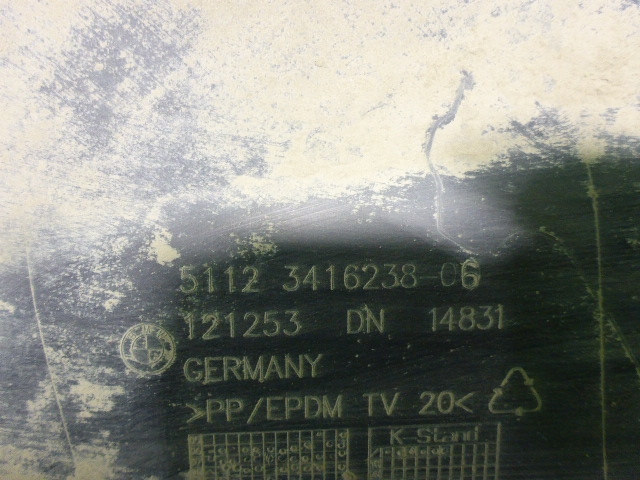 5112 3416238-06
121253 DN 14831
GERMANY
>PP/EPDM TV 20<
K-Stand